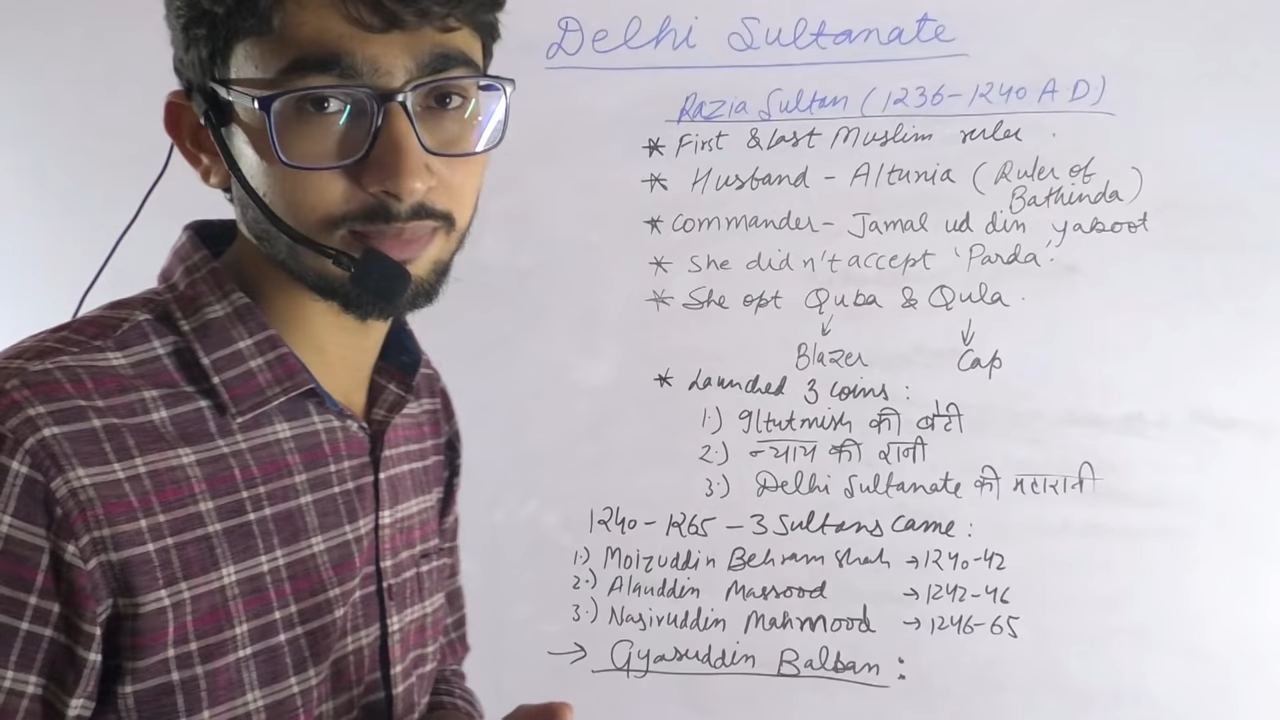 Delhi Sultanate
Razia Sultan (1236-1240 A.D.)
* First & last Muslim ruler.
* Husband - Altunia (Ruler of
Bathinda)
* Commander - Jamal ud din yakoot
* She didn't accept 'Parda'.
* She opt Quba & Qula.
↓ ↓
Blazer Cap
* Launched 3 coins:
1.) Iltutmish की बेटी
2.) न्याय की रानी
3.) Delhi Sultanate की महारानी
1240-1265 - 3 Sultans came:
1.) Moizuddin Behram Shah → 1240-42
2.) Alauddin Massood → 1242-46
3.) Nasiruddin Mahmood → 1246-65
→ Gyasuddin Balban: